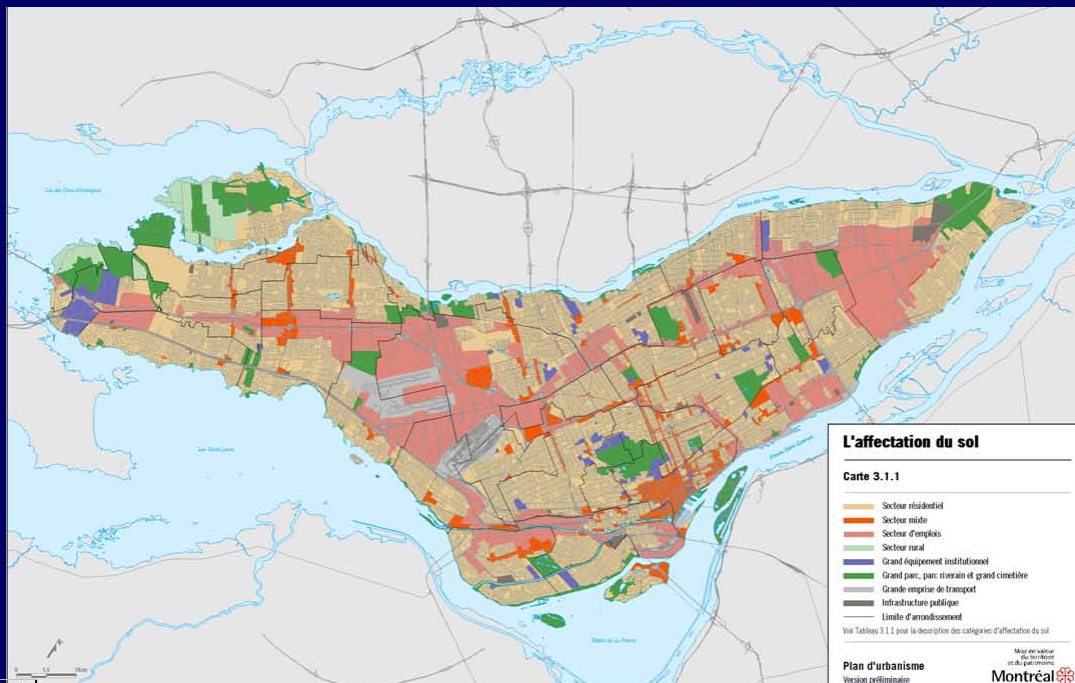 Lac des Deux-Montagnes
Rivière des Prairies
Lac Saint-Louis
Fleuve Saint-Laurent
Bassin de La Prairie
L'affectation du sol
Carte 3.1.1
Secteur résidentiel
Secteur mixte
Secteur d'emplois
Secteur rural
Grand équipement institutionnel
Grand parc, parc riverain et grand cimetière
Grande emprise de transport
Infrastructure publique
Limite d'arrondissement
Voir Tableau 3.1.1 pour la description des catégories d'affectation du sol
Plan d'urbanisme
Version préliminaire
Mise en valeur
du territoire
et du patrimoine
Montréal